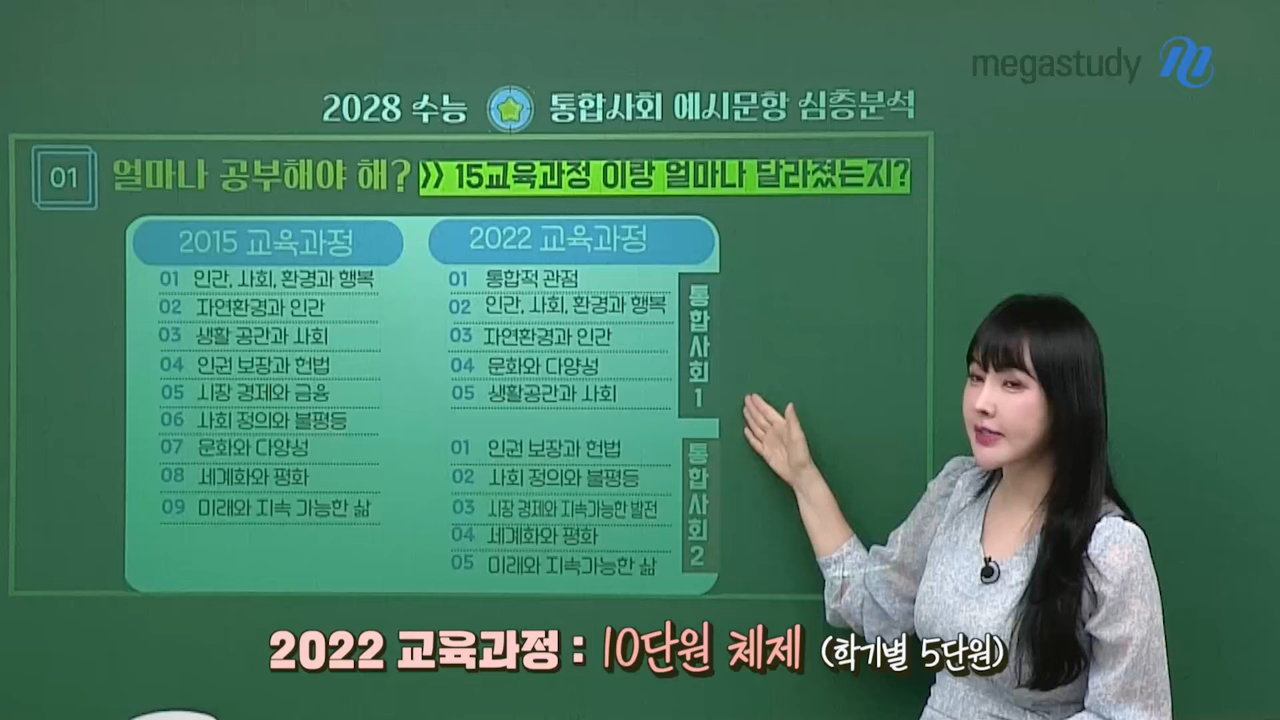 megastudy
2028 수능 통합사회 예시문항 심층분석
01 얼마나 공부해야 해? 》 15교육과정 이랑 얼마나 달라졌는지?
2015 교육과정
01 인간, 사회, 환경과 행복
02 자연환경과 인간
03 생활 공간과 사회
04 인권 보장과 헌법
05 시장 경제와 금융
06 사회 정의와 불평등
07 문화와 다양성
08 세계화와 평화
09 미래와 지속 가능한 삶
2022 교육과정
01 통합적 관점
02 인간, 사회, 환경과 행복
03 자연환경과 인간
04 문화와 다양성
05 생활공간과 사회
통합사회 1
01 인권 보장과 헌법
02 사회 정의와 불평등
03 시장 경제와 지속가능한 발전
04 세계화와 평화
05 미래와 지속가능한 삶
통합사회 2
2022 교육과정 : 10단원 체제 (학기별 5단원)